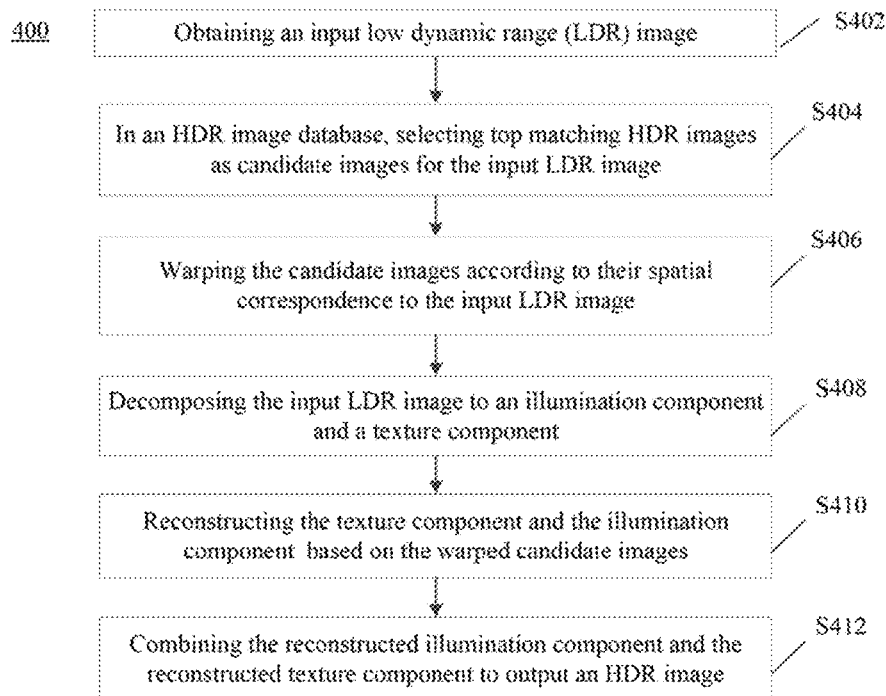 400
Obtaining an input low dynamic range (LDR) image
S402
In an HDR image database, selecting top matching HDR images
as candidate images for the input LDR image
S404
Warping the candidate images according to their spatial
correspondence to the input LDR image
S406
Decomposing the input LDR image to an illumination component
and a texture component
S408
Reconstructing the texture component and the illumination
component based on the warped candidate images
S410
Combining the reconstructed illumination component and the
reconstructed texture component to output an HDR image
S412